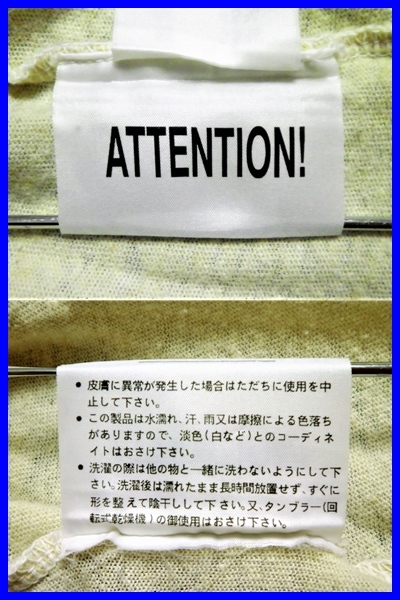 ATTENTION!
● 皮膚に異常が発生した場合はただちに使用を中
止して下さい。
● この製品は水濡れ、汗、雨又は摩擦による色落ち
がありますので、淡色(白など)とのコーディネイ
トはおさけ下さい。
● 洗濯の際は他の物と一緒に洗わないようにして下
さい。洗濯後は濡れたまま長時間放置せず、すぐに
形を整えて陰干しして下さい。又、タンブラー(回
転式乾燥機)の御使用はおさけ下さい。